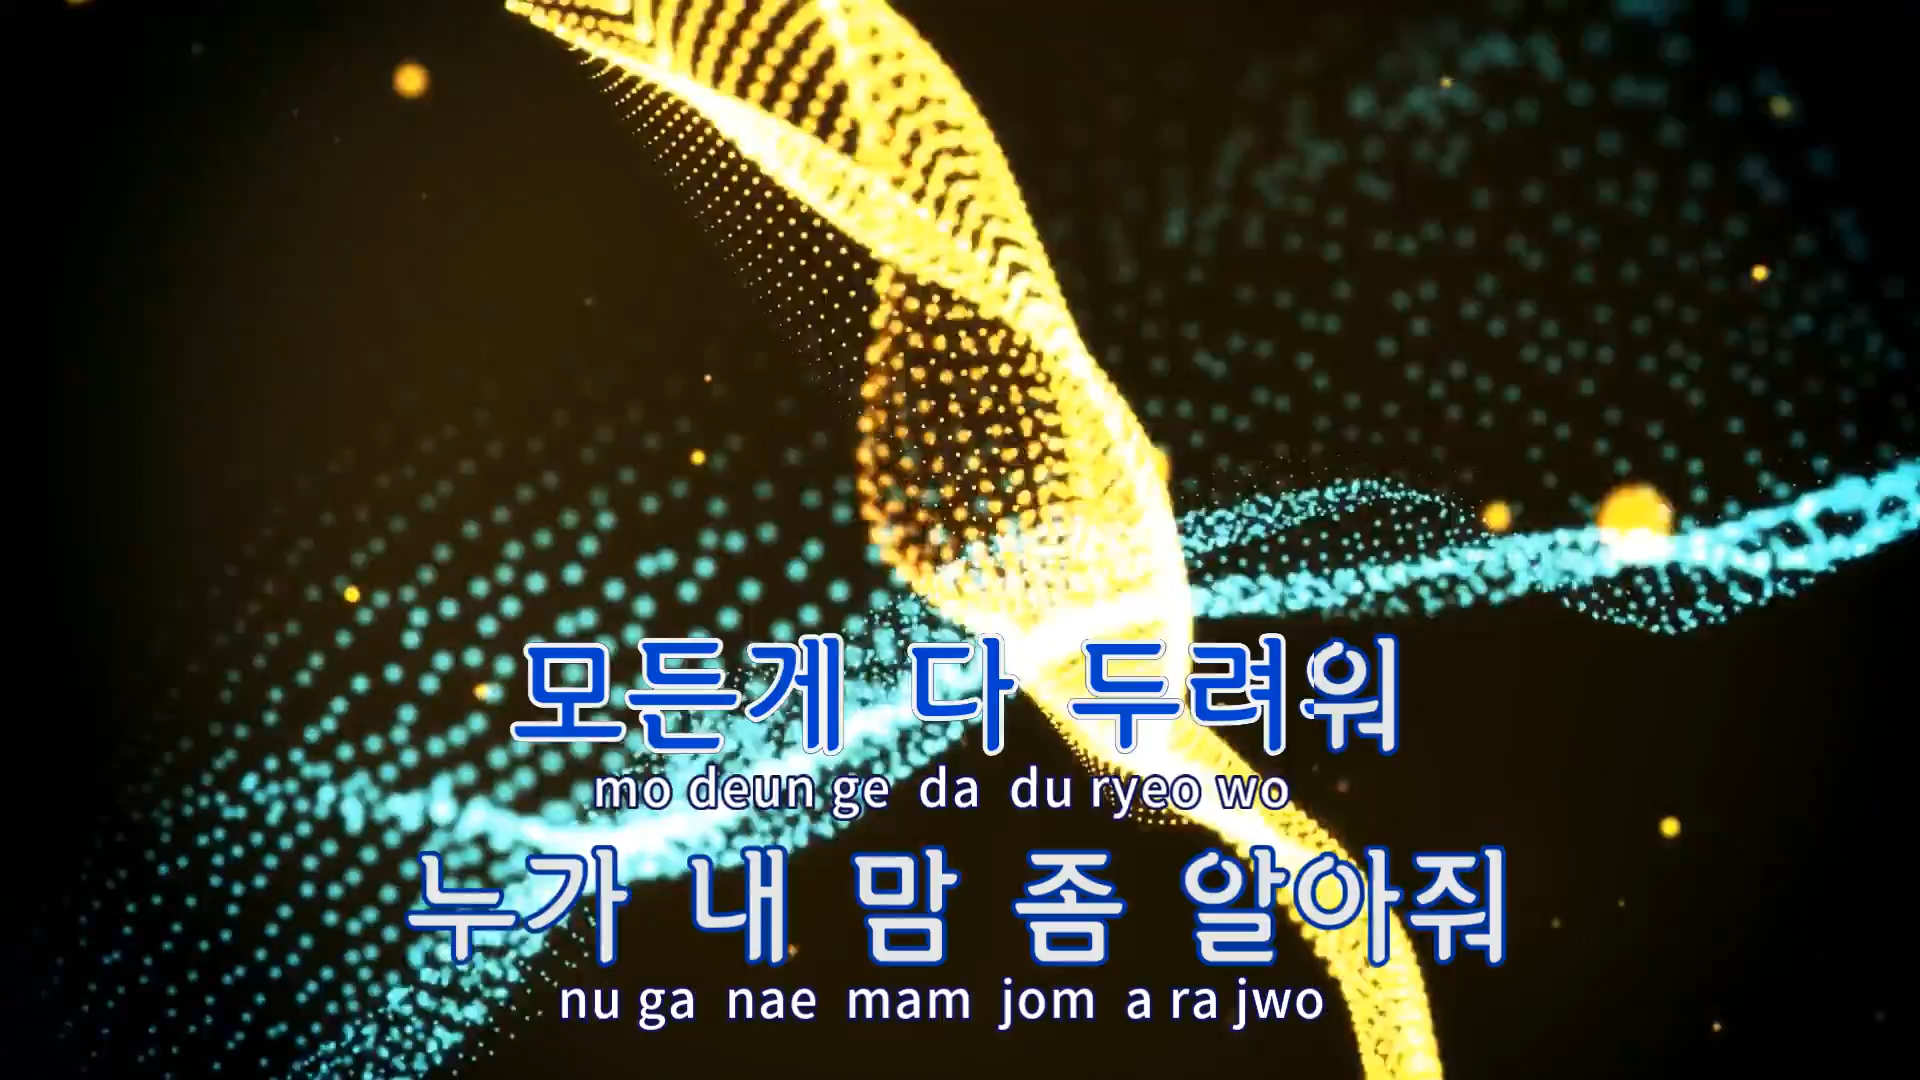 모든게 다 두려워
mo deun ge da du ryeo wo
누가 내 맘 좀 알아줘
nu ga nae mam jom a ra jwo